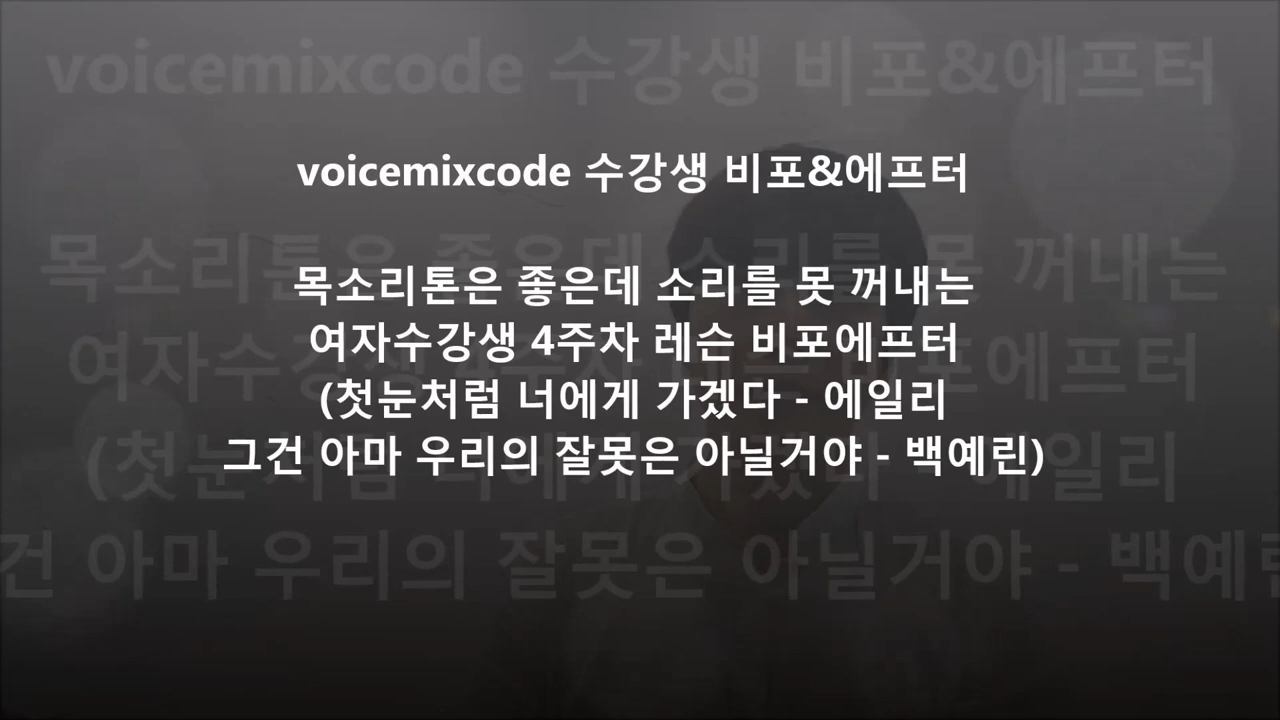 voicemixcode 수강생 비포&에프터
목소리톤은 좋은데 소리를 못 꺼내는
여자수강생 4주차 레슨 비포에프터
(첫눈처럼 너에게 가겠다 - 에일리
그건 아마 우리의 잘못은 아닐거야 - 백예린)